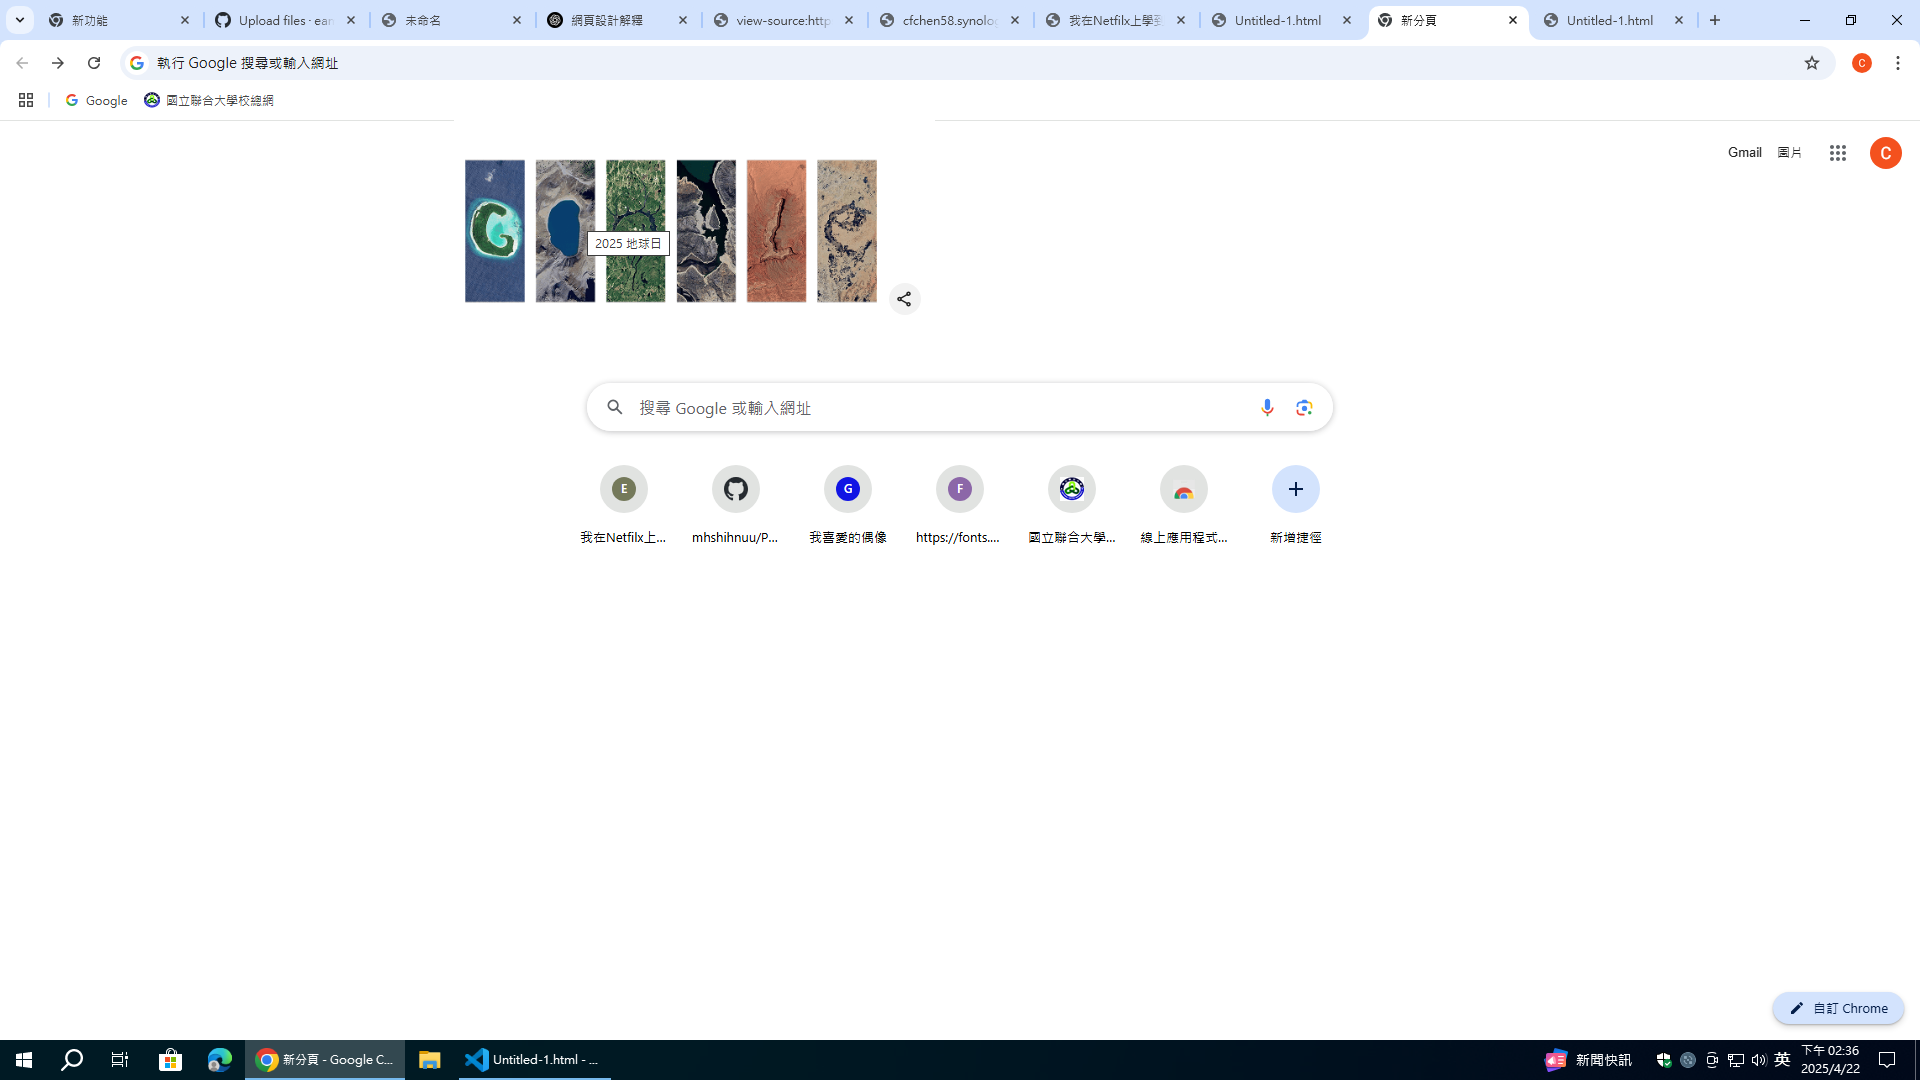 新功能
Upload files · ear
未命名
網頁設計解釋
view-source:http
cfchen58.synolog
我在Netfilx上學到
Untitled-1.html
新分頁
Untitled-1.html
執行 Google 搜尋或輸入網址
C
Google
國立聯合大學校總網
Gmail
圖片
C
2025 地球日
搜尋 Google 或輸入網址
E
G
F
我在Netfilx上...
mhshihnuu/P...
我喜愛的偶像
https://fonts....
國立聯合大學...
線上應用程式...
新增捷徑
自訂 Chrome
新分頁 - Google C...
Untitled-1.html - ...
新聞快訊
英
下午 02:36
2025/4/22